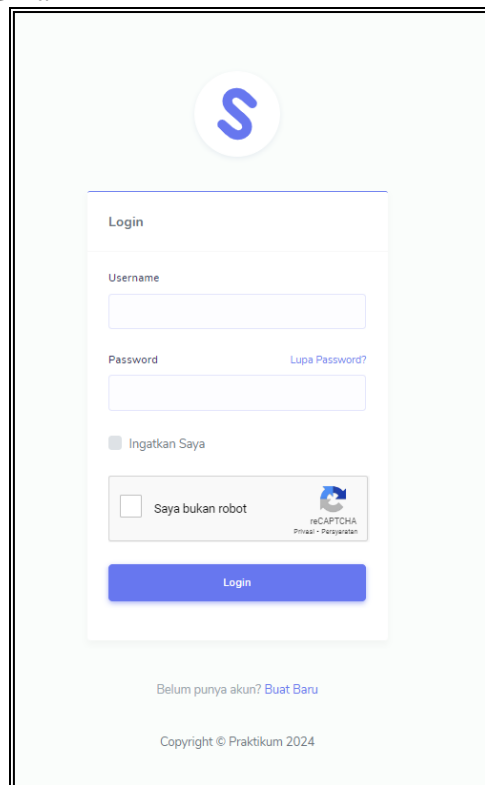 S
Login
Username
Password Lupa Password?
Ingatkan Saya
Saya bukan robot
reCAPTCHA
Privasi - Persyaratan
Login
Belum punya akun? Buat Baru
Copyright © Praktikum 2024